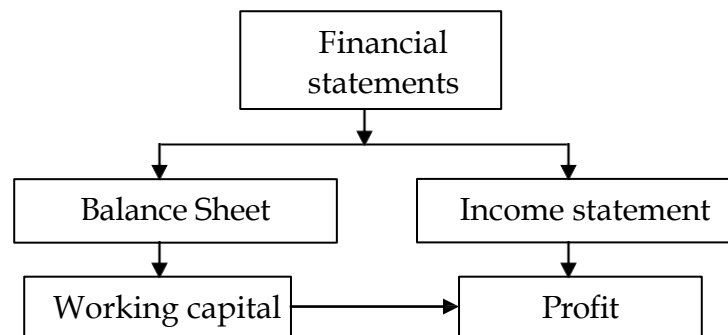 Financial
statements
Balance Sheet
Income statement
Working capital
Profit